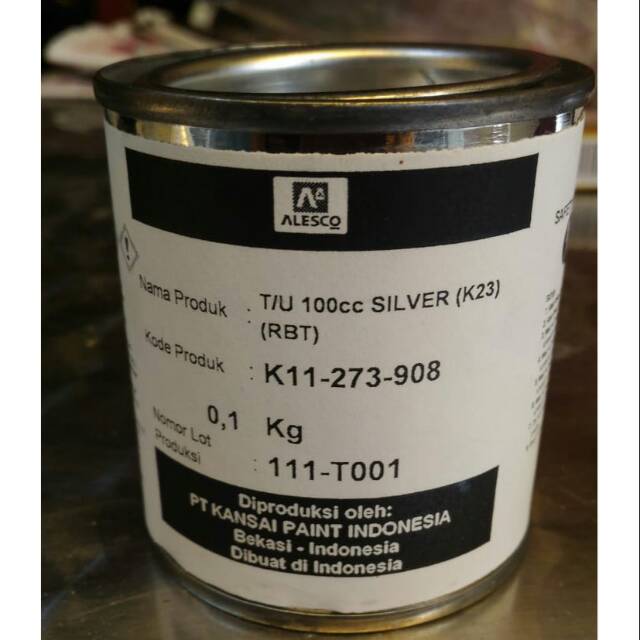 ALESCO
Nama Produk : T/U 100cc SILVER (K23)
(RBT)
Kode Produk : K11-273-908
0,1 Kg
Nomor Lot
Produksi : 111-T001
Diproduksi oleh:
PT KANSAI PAINT INDONESIA
Bekasi - Indonesia
Dibuat di Indonesia